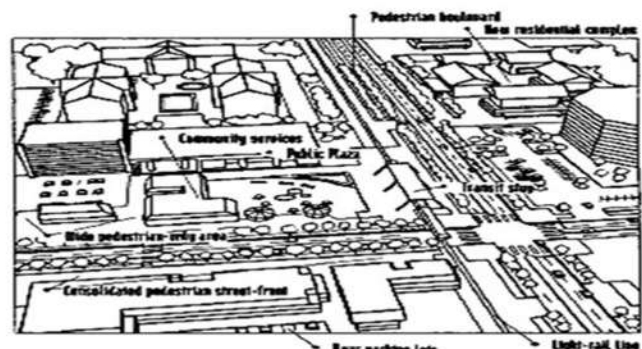 Pedestrian boulevard
New residential complex
Community services
Public Plaza
Transit stop
Wide pedestrian-only area
Consolidated pedestrian street-front
Rear parking lots
Light-rail Line